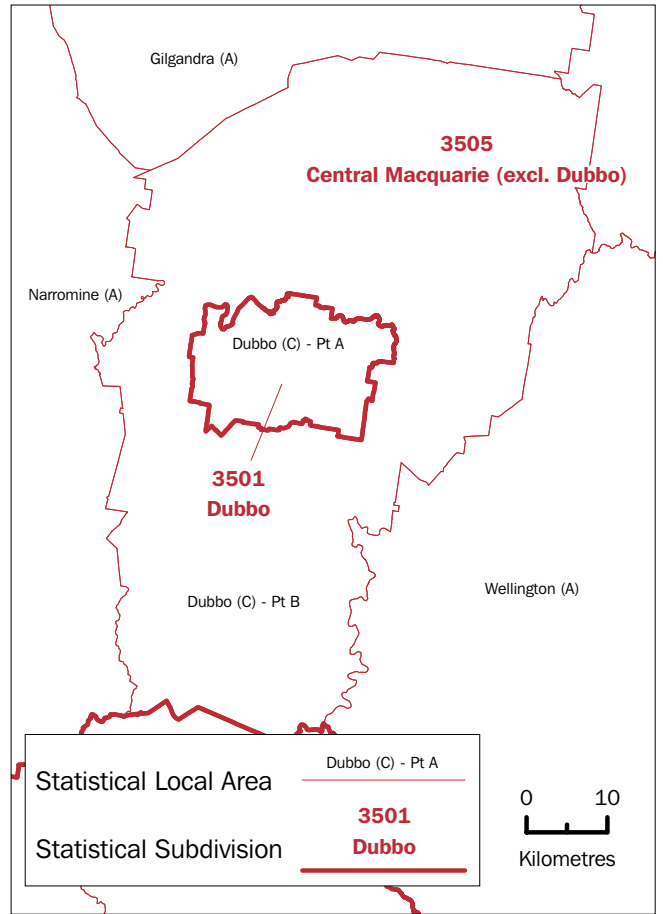 Gilgandra (A)
3505
Central Macquarie (excl. Dubbo)
Narromine (A)
Dubbo (C) - Pt A
3501
Dubbo
Dubbo (C) - Pt B
Wellington (A)
Statistical Local Area
Dubbo (C) - Pt A
Statistical Subdivision
3501
Dubbo
0 10
Kilometres